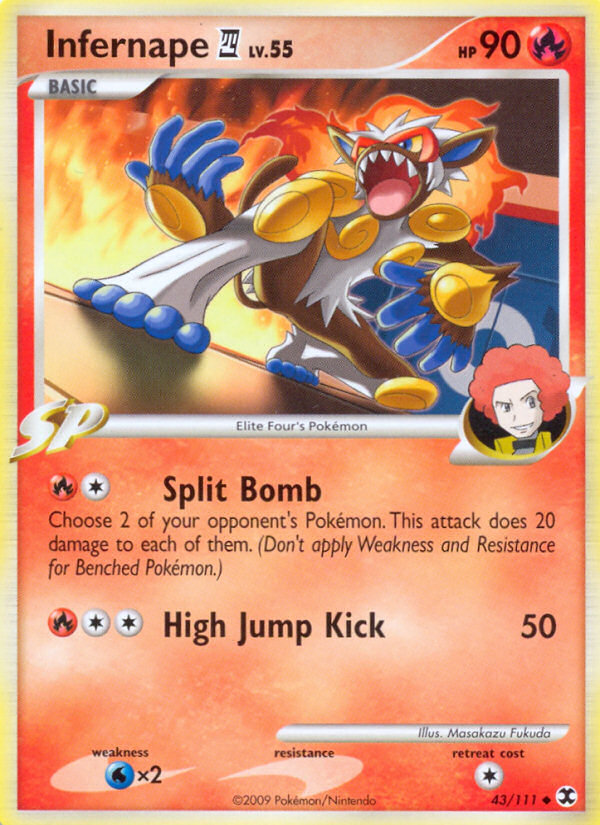 Infernape 四 LV.55 HP 90
BASIC
SP
Elite Four's Pokémon
Split Bomb
Choose 2 of your opponent's Pokémon. This attack does 20
damage to each of them. (Don't apply Weakness and Resistance
for Benched Pokémon.)
High Jump Kick 50
Illus. Masakazu Fukuda
weakness resistance retreat cost
×2
©2009 Pokémon/Nintendo 43/111